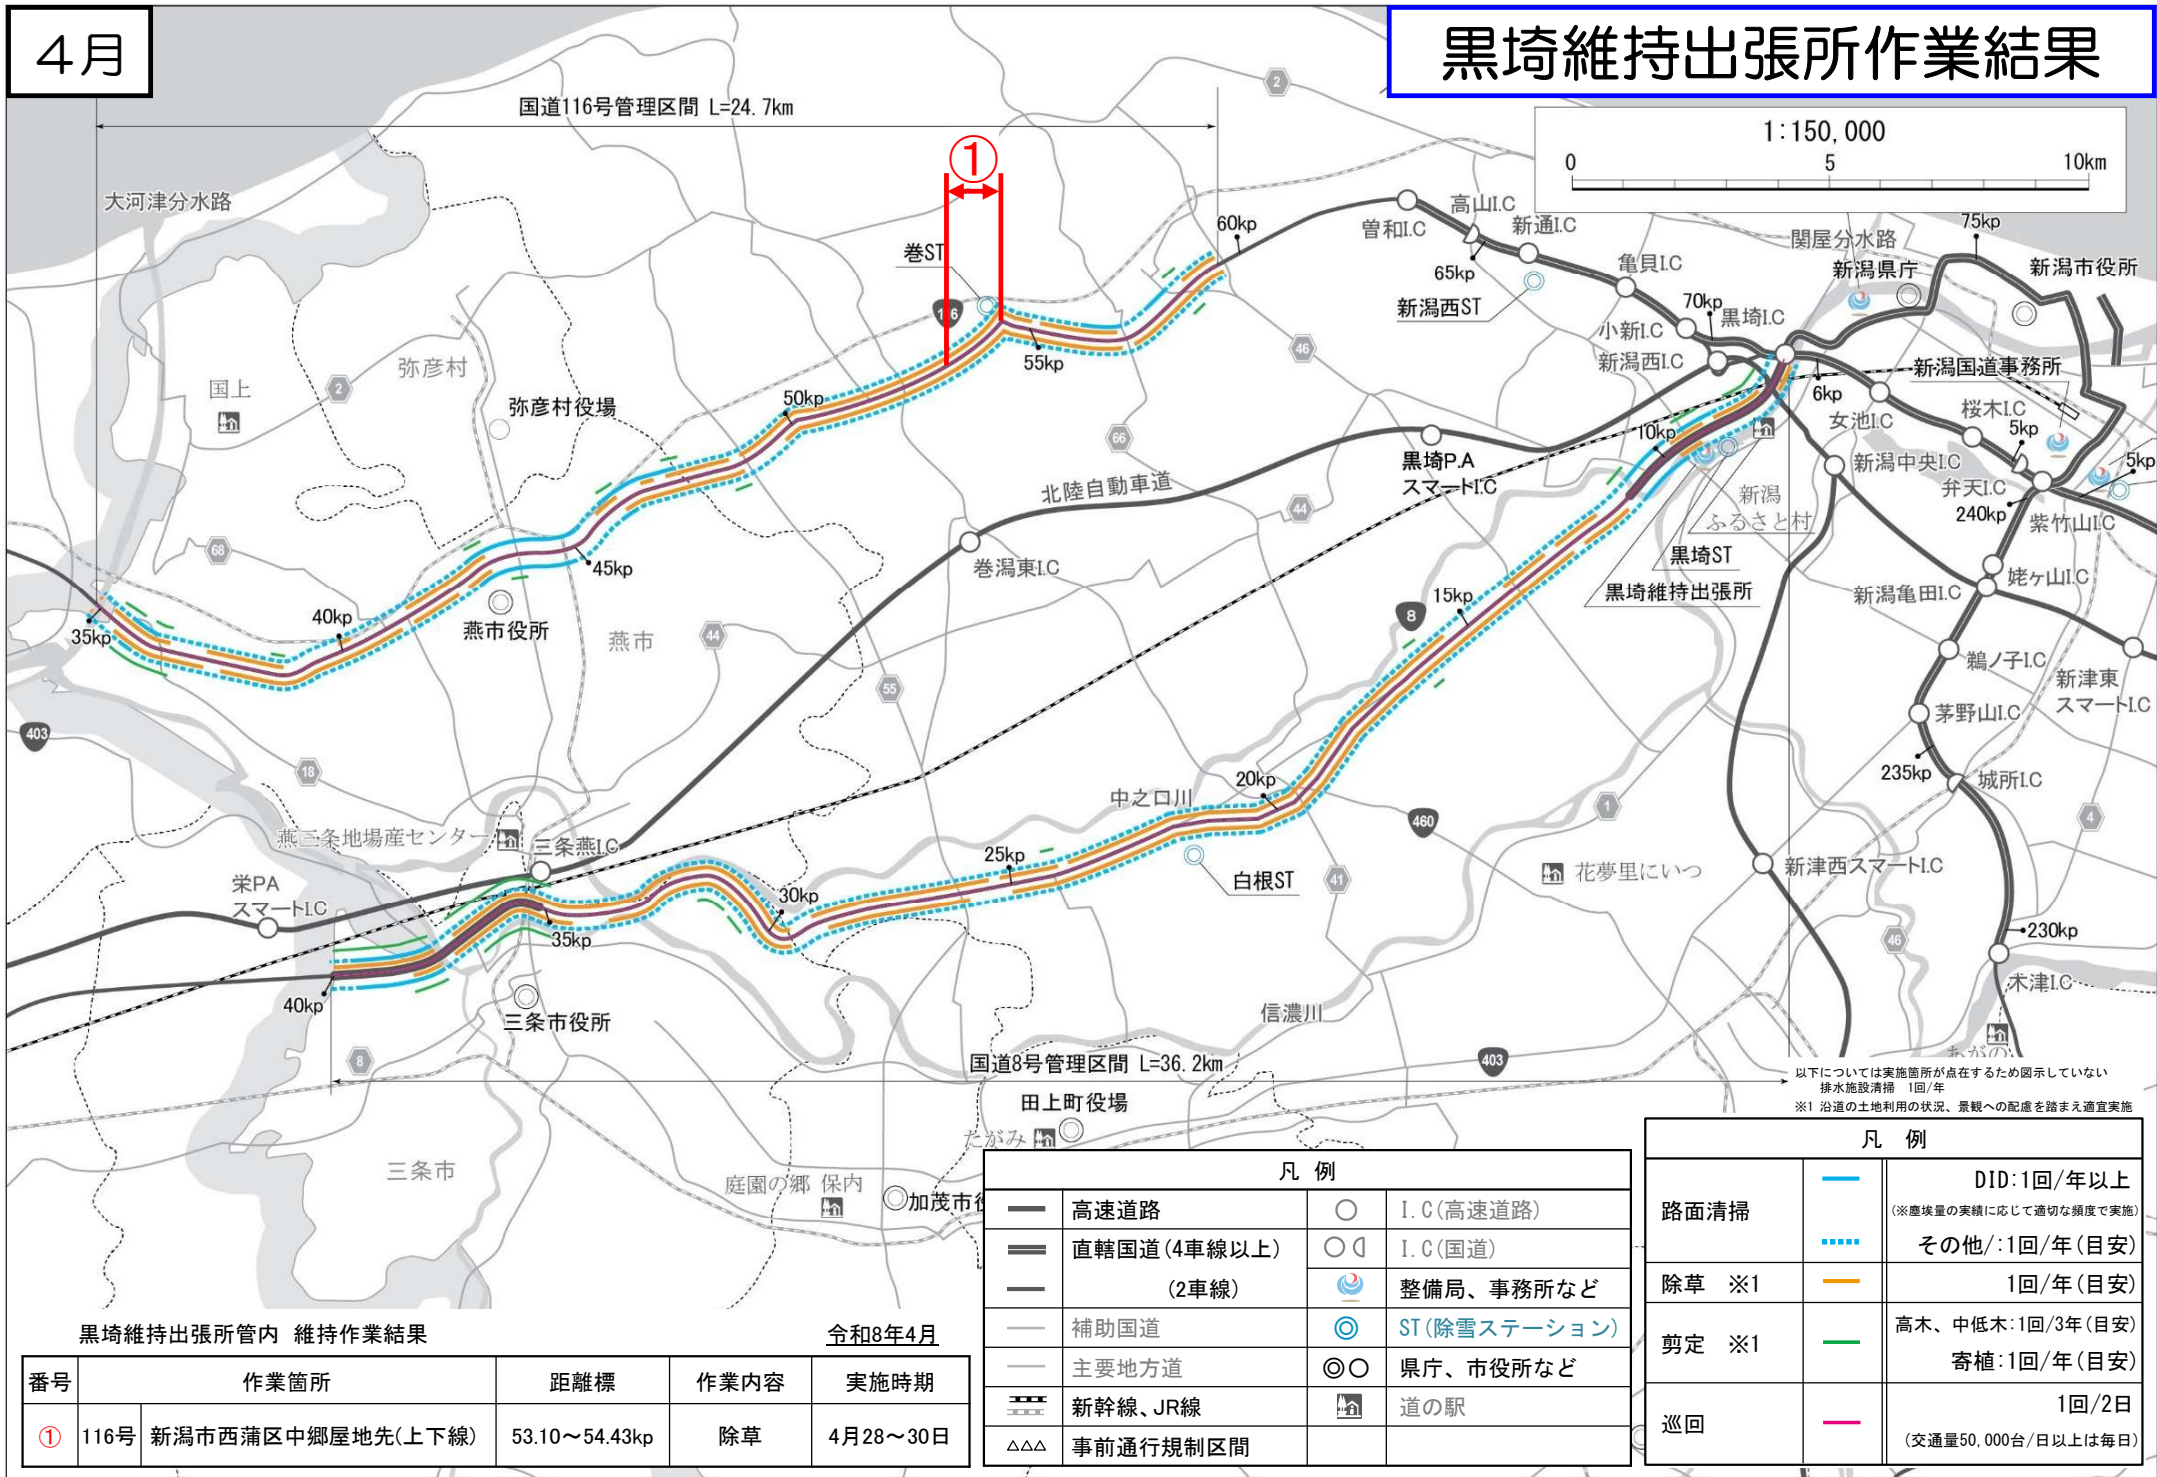 4月
黒埼維持出張所作業結果
国道116号管理区間 L=24.7km
1:150,000
0 5 10km
①
2
大河津分水路
巻ST
116
60kp
曽和I.C
高山I.C
新通I.C
65kp
新潟西ST
亀貝I.C
関屋分水路
75kp
新潟県庁
新潟市役所
70kp
黒埼I.C
小新I.C
新潟西I.C
新潟国道事務所
6kp
女池I.C
桜木I.C
5kp
5kp
新潟中央I.C
弁天I.C
240kp
紫竹山I.C
姥ヶ山I.C
新潟亀田I.C
鵜ノ子I.C
新津東
スマートI.C
茅野山I.C
235kp
城所I.C
4
新津西スマートI.C
230kp
木津I.C
46
あがの
国上
2
弥彦村
弥彦村役場
50kp
55kp
46
66
北陸自動車道
44
黒埼P.A
スマートI.C
10kp
新潟
ふるさと村
黒埼ST
黒埼維持出張所
68
45kp
巻潟東I.C
35kp
40kp
燕市役所
燕市
44
55
8
15kp
403
18
20kp
中之口川
460
1
燕三条地場産センター
三条燕I.C
25kp
白根ST
41
花夢里にいつ
栄PA
スマートI.C
30kp
35kp
40kp
三条市役所
信濃川
8
国道8号管理区間 L=36.2km
403
田上町役場
たがみ
三条市
庭園の郷 保内
加茂市役
以下については実施箇所が点在するため図示していない
排水施設清掃 1回/年
※1 沿道の土地利用の状況、景観への配慮を踏まえ適宜実施
凡 例
高速道路 I.C(高速道路)
直轄国道(4車線以上) I.C(国道)
(2車線) 整備局、事務所など
補助国道 ST(除雪ステーション)
主要地方道 県庁、市役所など
新幹線、JR線 道の駅
事前通行規制区間
凡 例
路面清掃 DID:1回/年以上
(※塵埃量の実績に応じて適切な頻度で実施)
その他/:1回/年(目安)
除草 ※1 1回/年(目安)
剪定 ※1 高木、中低木:1回/3年(目安)
寄植:1回/年(目安)
巡回 1回/2日
(交通量50,000台/日以上は毎日)
黒埼維持出張所管内 維持作業結果 令和8年4月
番号 作業箇所 距離標 作業内容 実施時期
① 116号 新潟市西蒲区中郷屋地先(上下線) 53.10～54.43kp 除草 4月28～30日